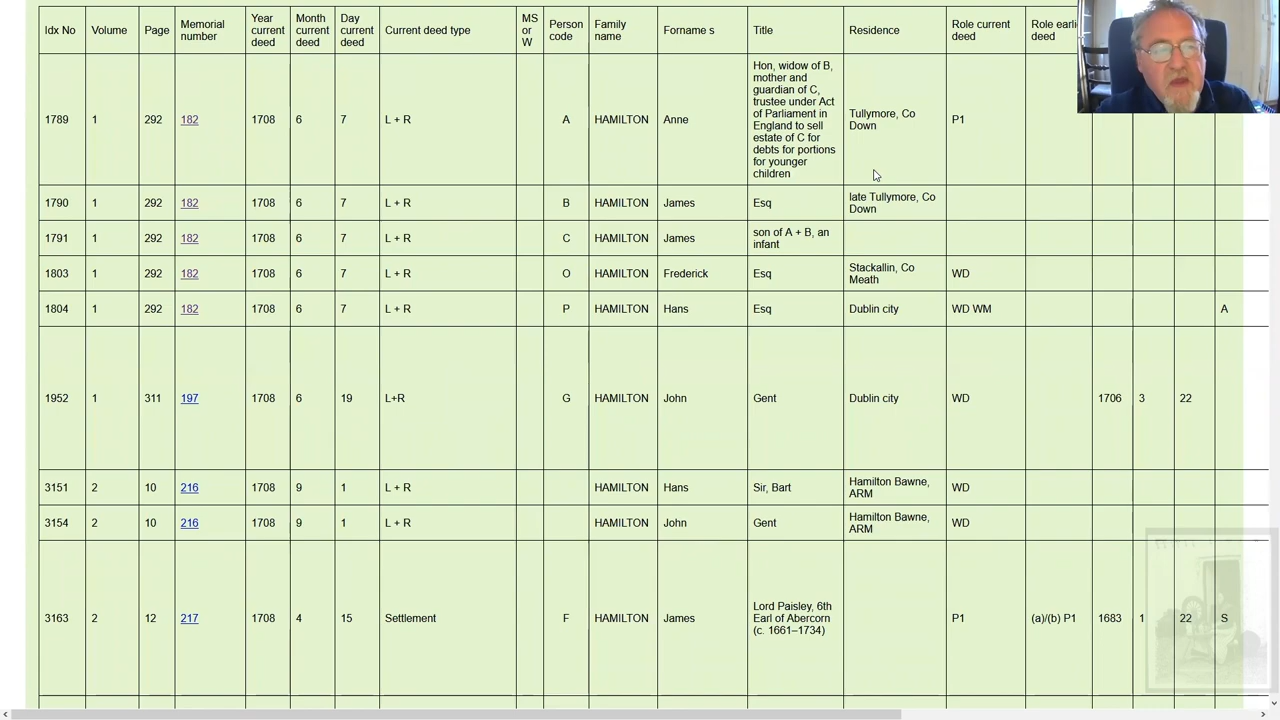 Idx No Volume Page Memorial number Year current deed Month current deed Day current deed Current deed type MS or W Person code Family name Forname s Title Residence Role current deed Role earli deed
1789 1 292 182 1708 6 7 L + R A HAMILTON Anne Hon, widow of B, mother and guardian of C, trustee under Act of Parliament in England to sell estate of C for debts for portions for younger children Tullymore, Co Down P1
1790 1 292 182 1708 6 7 L + R B HAMILTON James Esq late Tullymore, Co Down
1791 1 292 182 1708 6 7 L + R C HAMILTON James son of A + B, an infant
1803 1 292 182 1708 6 7 L + R O HAMILTON Frederick Esq Stackallin, Co Meath WD
1804 1 292 182 1708 6 7 L + R P HAMILTON Hans Esq Dublin city WD WM A
1952 1 311 197 1708 6 19 L+R G HAMILTON John Gent Dublin city WD 1706 3 22
3151 2 10 216 1708 9 1 L + R HAMILTON Hans Sir, Bart Hamilton Bawne, ARM WD
3154 2 10 216 1708 9 1 L + R HAMILTON John Gent Hamilton Bawne, ARM WD
3163 2 12 217 1708 4 15 Settlement F HAMILTON James Lord Paisley, 6th Earl of Abercorn (c. 1661–1734) P1 (a)/(b) P1 1683 1 22 S